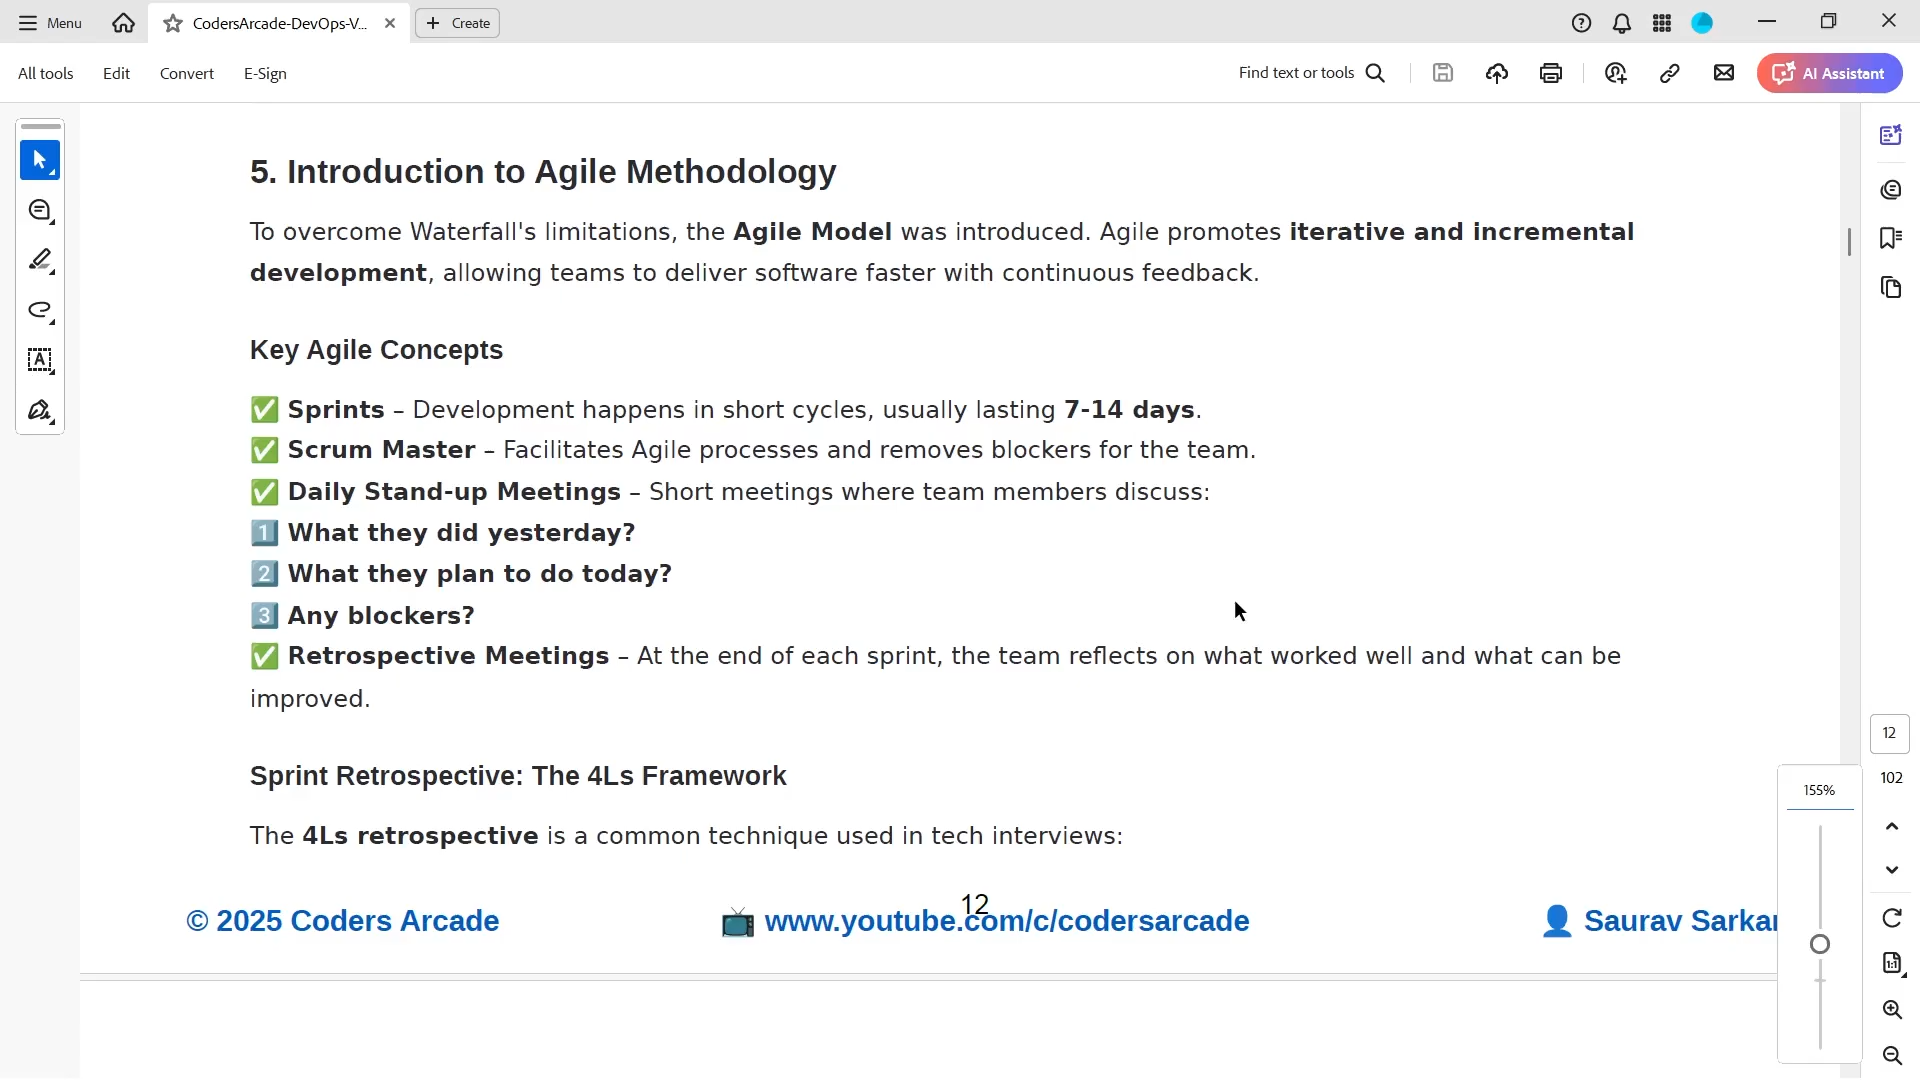 Menu
CodersArcade-DevOps-V...
Create
All tools
Edit
Convert
E-Sign
Find text or tools
AI Assistant
5. Introduction to Agile Methodology
To overcome Waterfall's limitations, the Agile Model was introduced. Agile promotes iterative and incremental
development, allowing teams to deliver software faster with continuous feedback.
Key Agile Concepts
✅ Sprints – Development happens in short cycles, usually lasting 7-14 days.
✅ Scrum Master – Facilitates Agile processes and removes blockers for the team.
✅ Daily Stand-up Meetings – Short meetings where team members discuss:
1️⃣ What they did yesterday?
2️⃣ What they plan to do today?
3️⃣ Any blockers?
✅ Retrospective Meetings – At the end of each sprint, the team reflects on what worked well and what can be
improved.
Sprint Retrospective: The 4Ls Framework
The 4Ls retrospective is a common technique used in tech interviews:
12
© 2025 Coders Arcade
📺 www.youtube.com/c/codersarcade
👤 Saurav Sarkar
12
102
155%